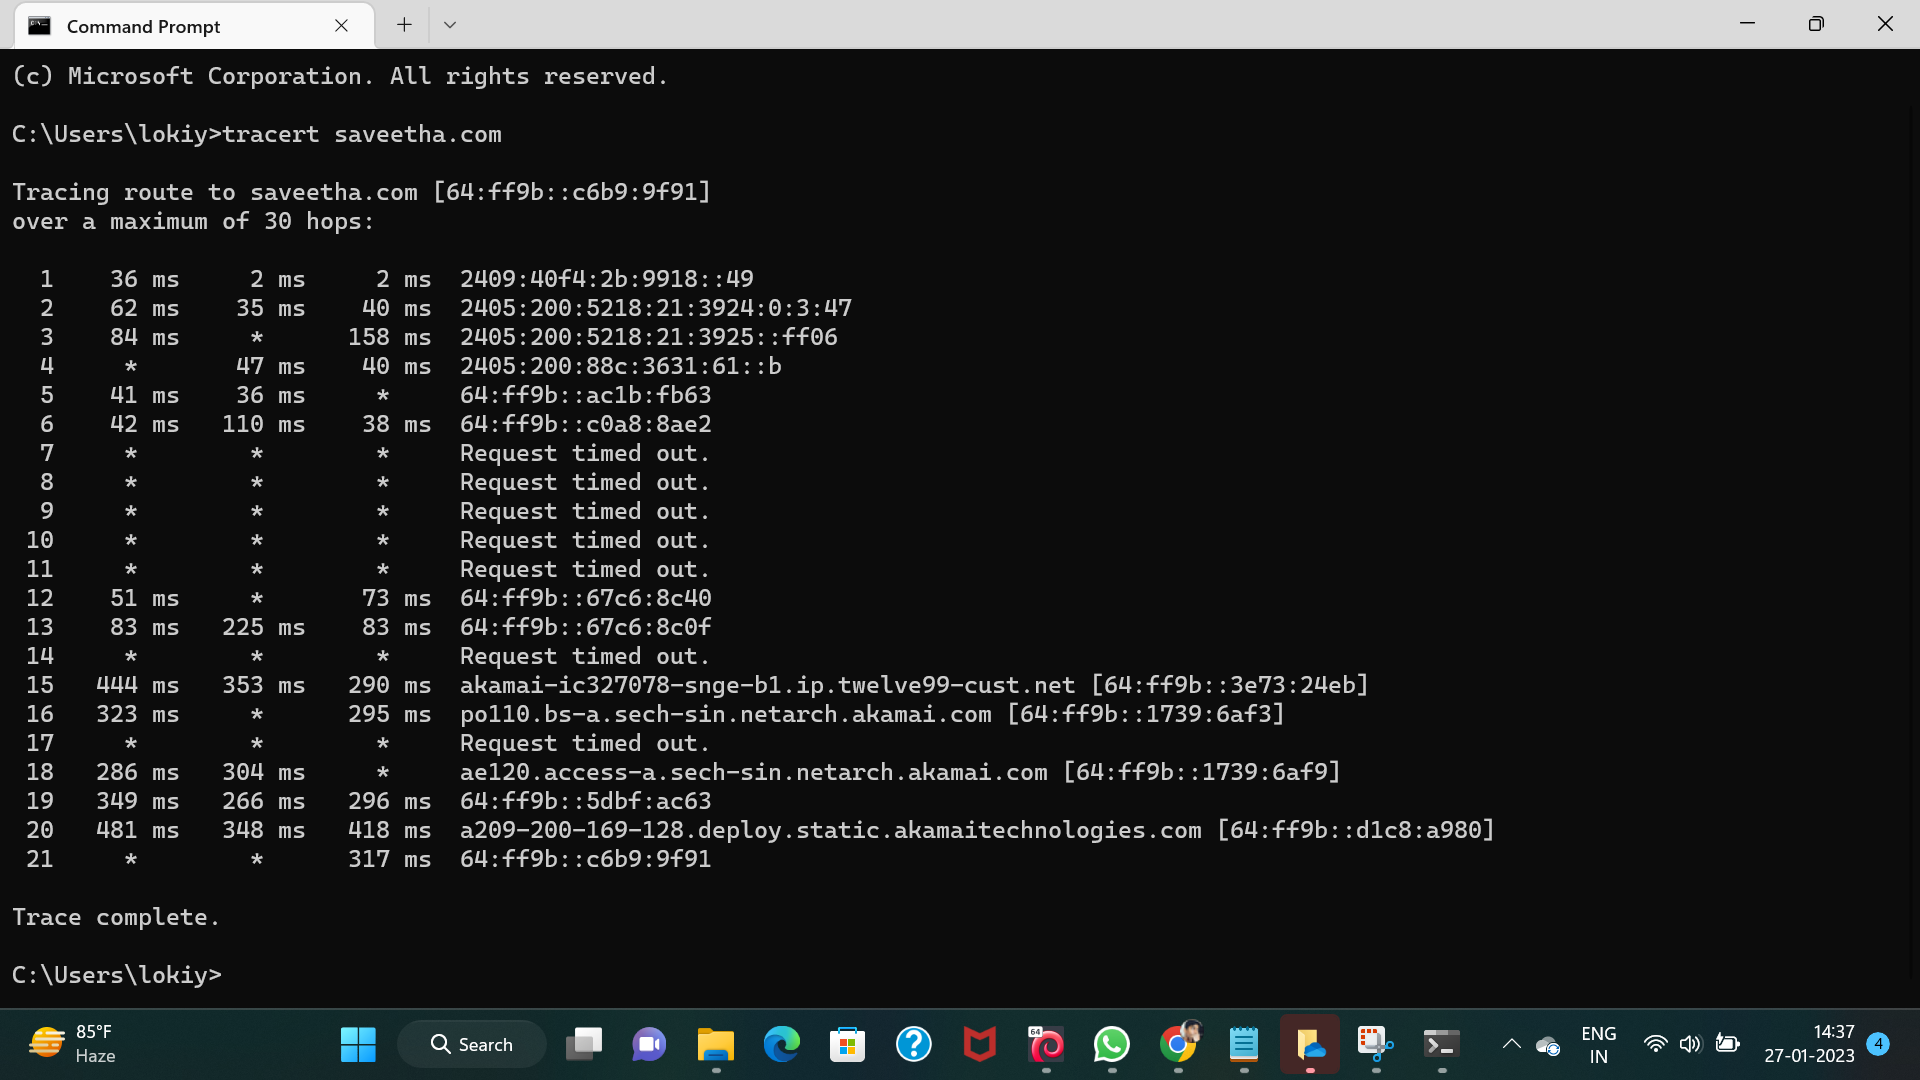 Command Prompt
(c) Microsoft Corporation. All rights reserved.
C:\Users\lokiy>tracert saveetha.com
Tracing route to saveetha.com [64:ff9b::c6b9:9f91]
over a maximum of 30 hops:
1 36 ms 2 ms 2 ms 2409:40f4:2b:9918::49
2 62 ms 35 ms 40 ms 2405:200:5218:21:3924:0:3:47
3 84 ms * 158 ms 2405:200:5218:21:3925::ff06
4 * 47 ms 40 ms 2405:200:88c:3631:61::b
5 41 ms 36 ms * 64:ff9b::ac1b:fb63
6 42 ms 110 ms 38 ms 64:ff9b::c0a8:8ae2
7 * * * Request timed out.
8 * * * Request timed out.
9 * * * Request timed out.
10 * * * Request timed out.
11 * * * Request timed out.
12 51 ms * 73 ms 64:ff9b::67c6:8c40
13 83 ms 225 ms 83 ms 64:ff9b::67c6:8c0f
14 * * * Request timed out.
15 444 ms 353 ms 290 ms akamai-ic327078-snge-b1.ip.twelve99-cust.net [64:ff9b::3e73:24eb]
16 323 ms * 295 ms po110.bs-a.sech-sin.netarch.akamai.com [64:ff9b::1739:6af3]
17 * * * Request timed out.
18 286 ms 304 ms * ae120.access-a.sech-sin.netarch.akamai.com [64:ff9b::1739:6af9]
19 349 ms 266 ms 296 ms 64:ff9b::5dbf:ac63
20 481 ms 348 ms 418 ms a209-200-169-128.deploy.static.akamaitechnologies.com [64:ff9b::d1c8:a980]
21 * * 317 ms 64:ff9b::c6b9:9f91
Trace complete.
C:\Users\lokiy>
85°F
Haze
Search
64
ENG
IN
14:37
27-01-2023
4